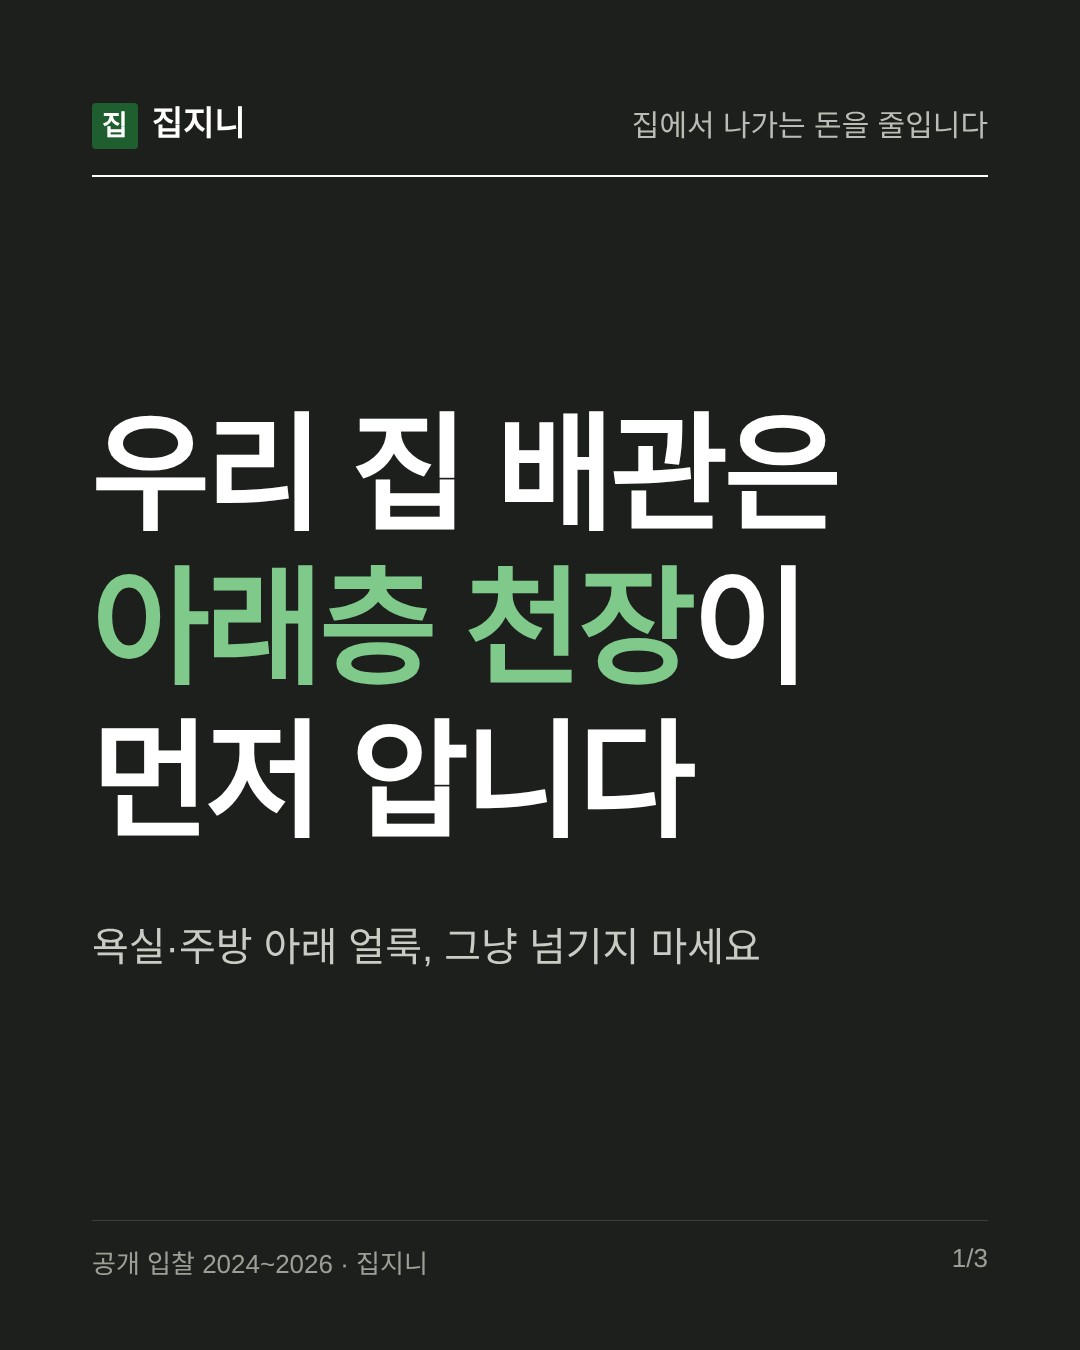 집 집지니
집에서 나가는 돈을 줄입니다
우리 집 배관은
아래층 천장이
먼저 압니다
욕실·주방 아래 얼룩, 그냥 넘기지 마세요
공개 입찰 2024~2026 · 집지니
1/3